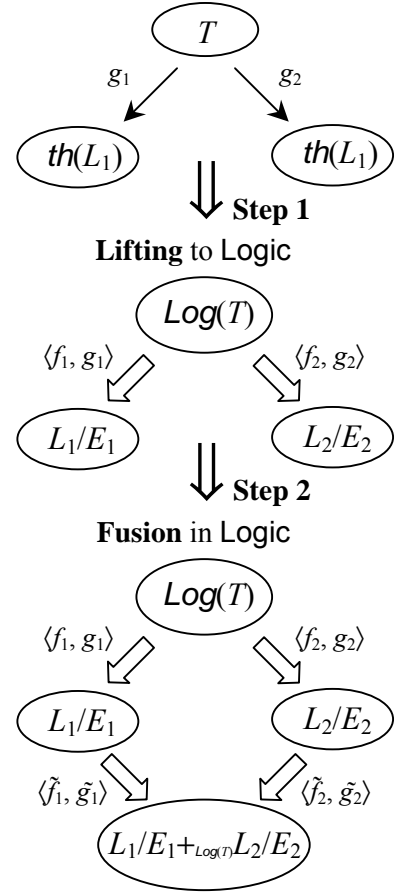 T
g₁ g₂
th(L₁) th(L₁)
Step 1
Lifting to Logic
Log(T)
⟨f₁, g₁⟩ ⟨f₂, g₂⟩
L₁/E₁ L₂/E₂
Step 2
Fusion in Logic
Log(T)
⟨f₁, g₁⟩ ⟨f₂, g₂⟩
L₁/E₁ L₂/E₂
⟨f̃₁, g̃₁⟩ ⟨f̃₂, g̃₂⟩
L₁/E₁+Log(T)L₂/E₂